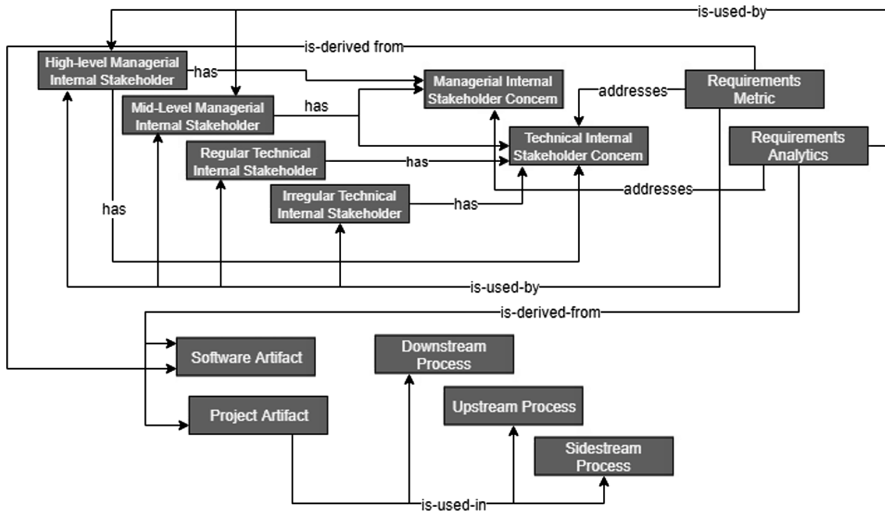 is-used-by
is-derived from
High-level Managerial
Internal Stakeholder
has
Managerial Internal
Stakeholder Concern
Requirements
Metric
addresses
Mid-Level Managerial
Internal Stakeholder
has
Technical Internal
Stakeholder Concern
Requirements
Analytics
Regular Technical
Internal Stakeholder
has
Irregular Technical
Internal Stakeholder
has
has
addresses
is-used-by
is-derived-from
Software Artifact
Downstream
Process
Project Artifact
Upstream Process
Sidestream
Process
is-used-in